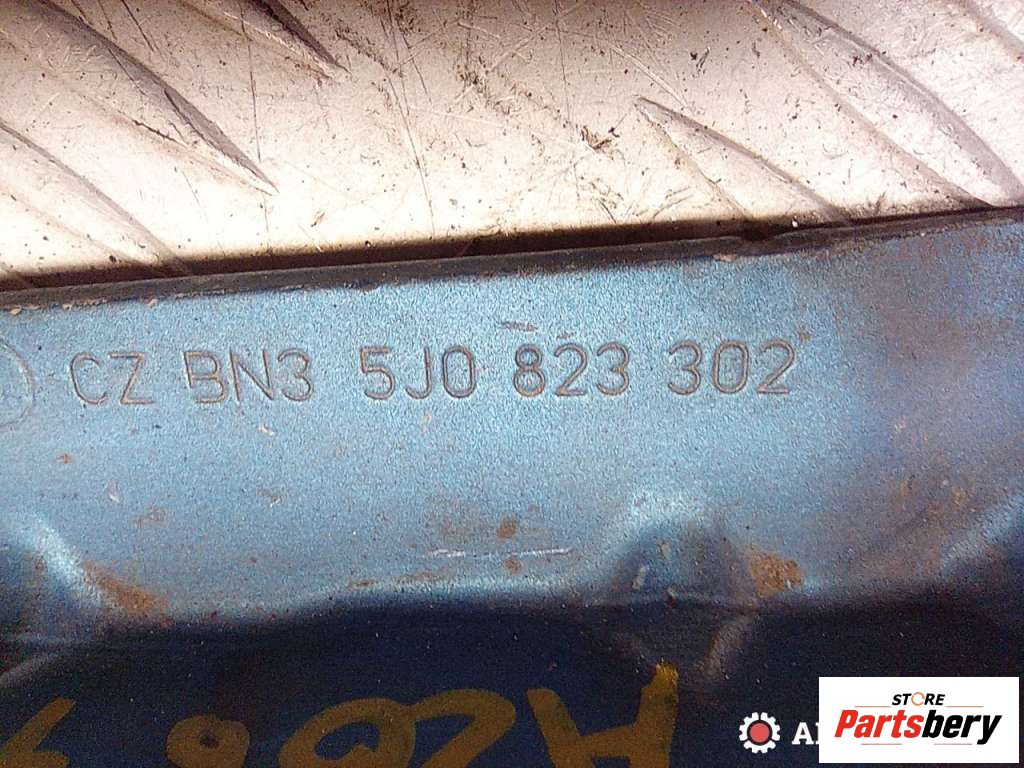 CZ BN3 5J0 823 302
STORE
Partsbery